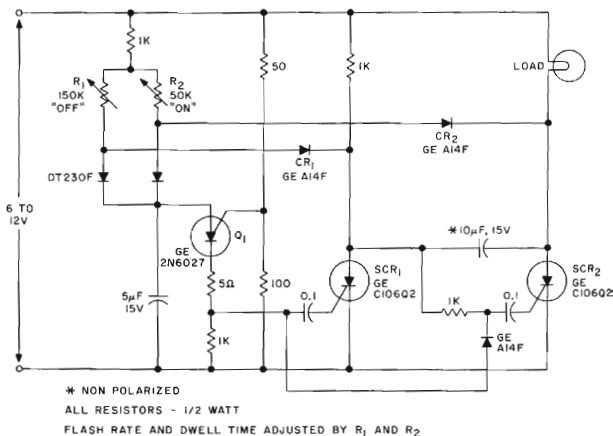 1K
R1
150K
"OFF"
R2
50K
"ON"
50
1K
LOAD
CR2
GE A14F
CR1
GE A14F
DT230F
6 TO
12V
Q1
GE
2N6027
*10µF, 15V
SCR1
GE
C106Q2
SCR2
GE
C106Q2
5Ω
100
0.1
1K
0.1
5µF
15V
1K
GE
A14F
* NON POLARIZED
ALL RESISTORS - 1/2 WATT
FLASH RATE AND DWELL TIME ADJUSTED BY R1 AND R2